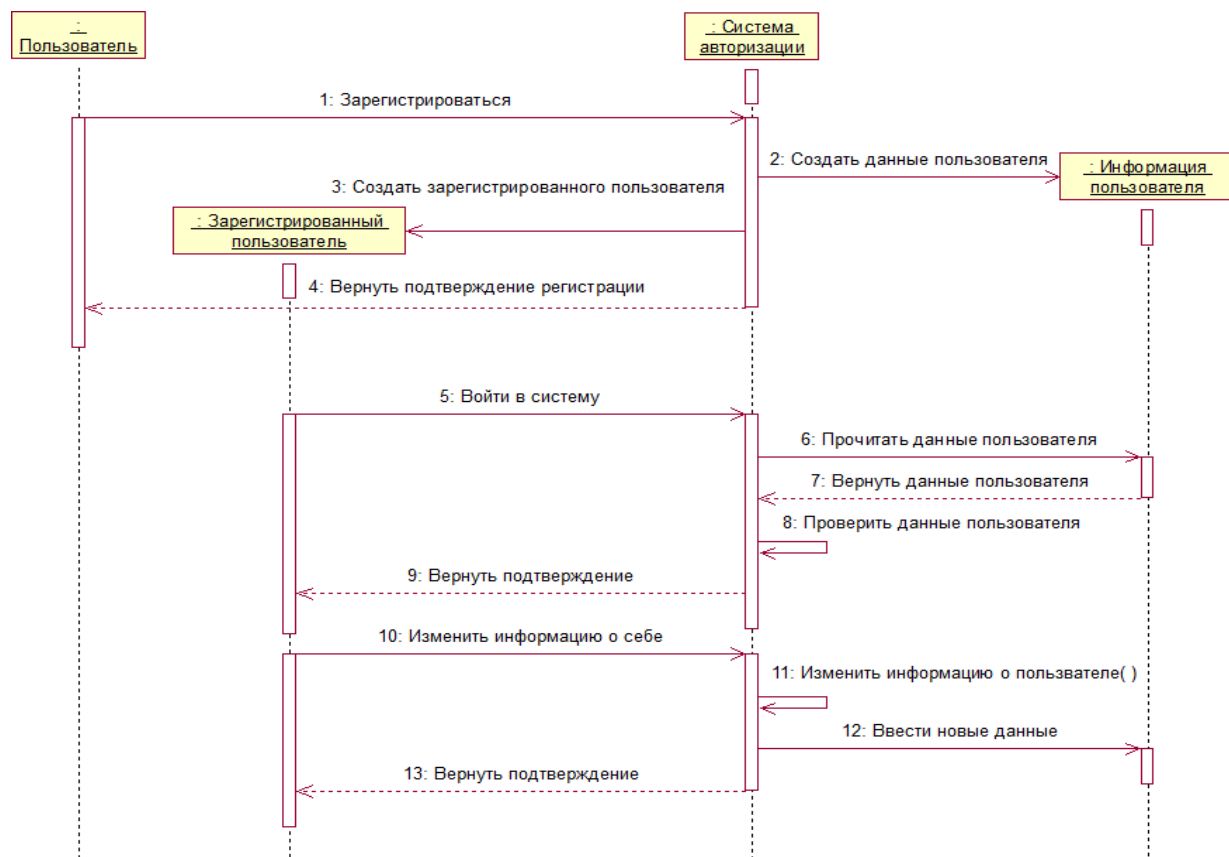 :
Пользователь
: Система
авторизации
1: Зарегистрироваться
2: Создать данные пользователя
: Информация
пользователя
3: Создать зарегистрированного пользователя
: Зарегистрированный
пользователь
4: Вернуть подтверждение регистрации
5: Войти в систему
6: Прочитать данные пользователя
7: Вернуть данные пользователя
8: Проверить данные пользователя
9: Вернуть подтверждение
10: Изменить информацию о себе
11: Изменить информацию о пользвателе( )
12: Ввести новые данные
13: Вернуть подтверждение